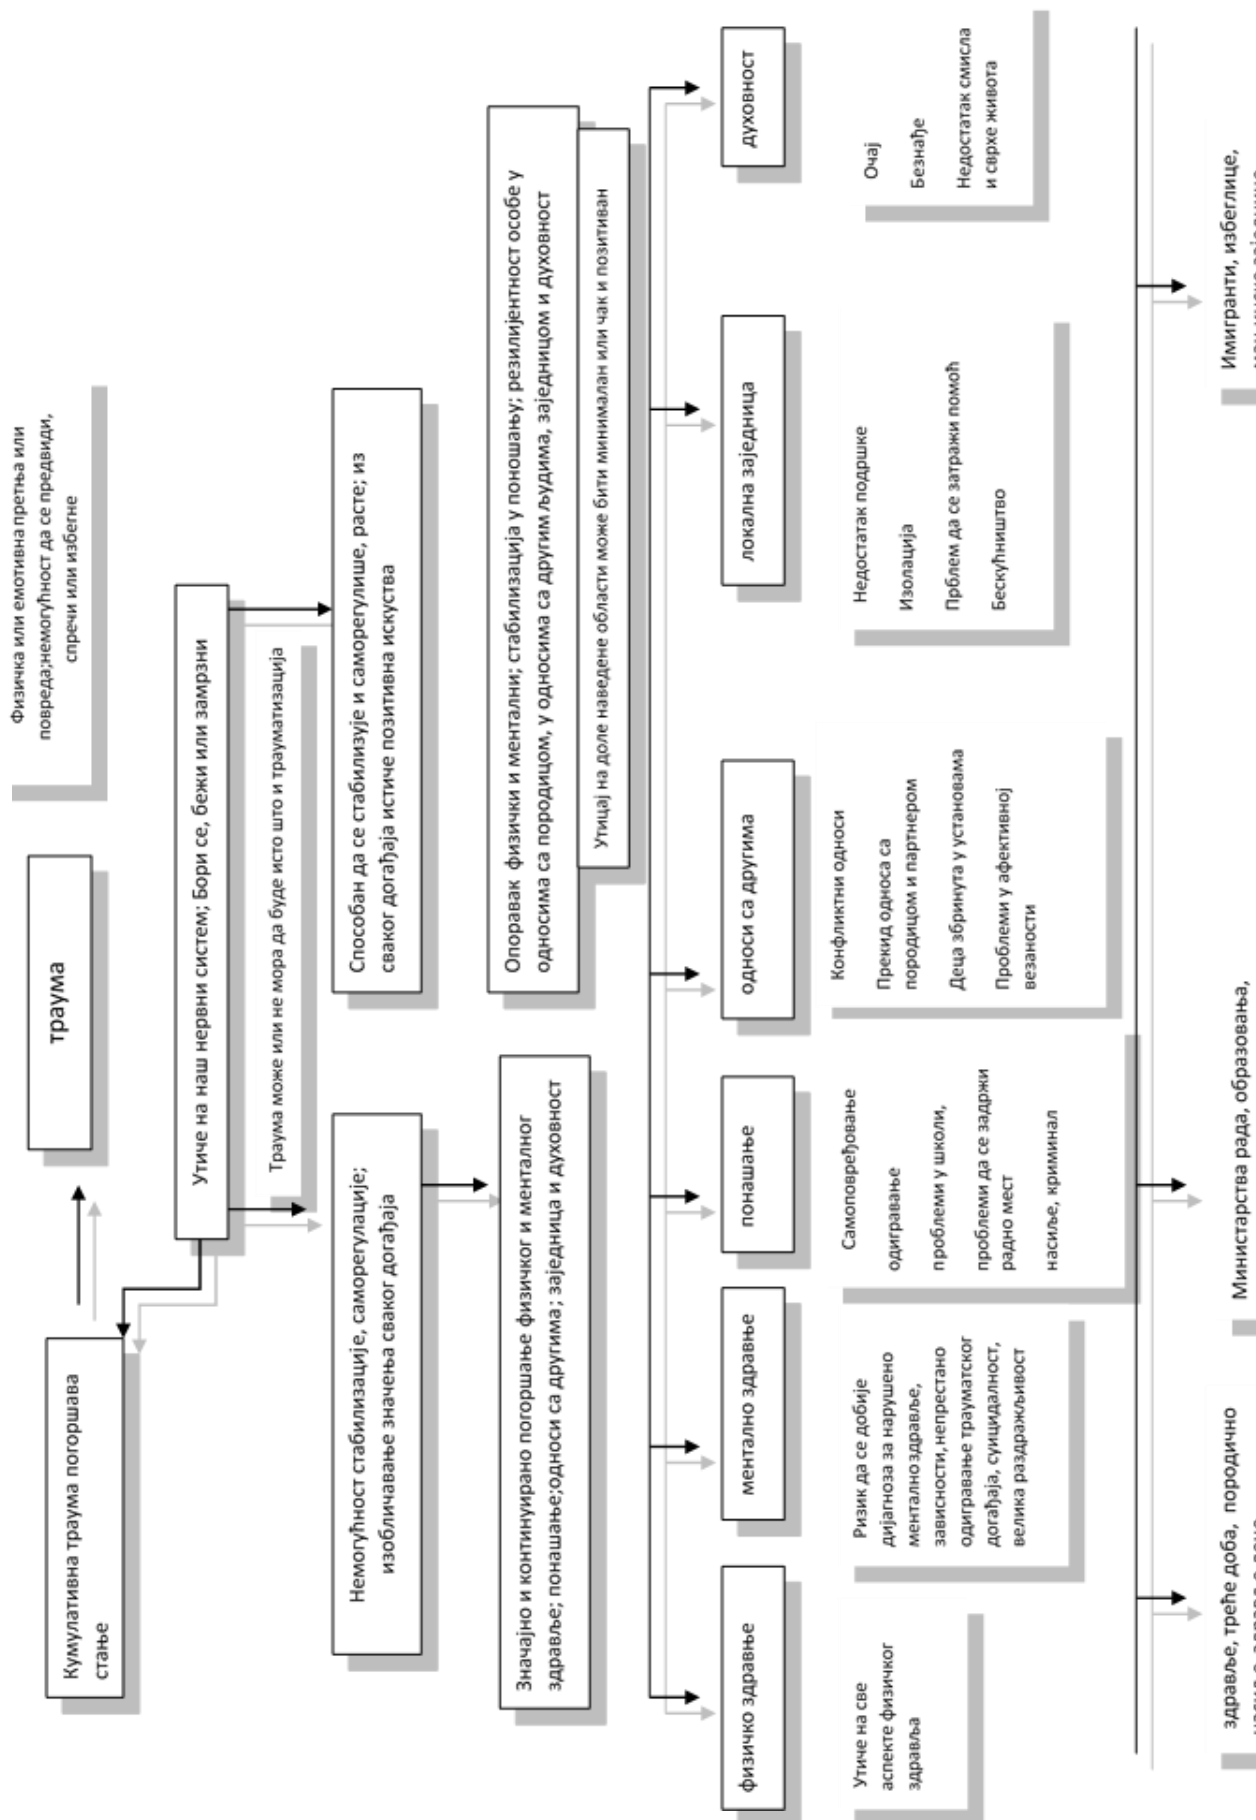 траума
Физичка или емотивна претња или
повреда;немогућност да се предвиди,
спречи или избегне
Кумулативна траума погоршава
стање
Утиче на наш нервни систем; Бори се, бежи или замрзни
Траума може или не мора да буде исто што и трауматизација
Немогућност стабилизације, саморегулације;
изобличавање значења сваког догађаја
Способан да се стабилизује и саморегулише, расте; из
сваког догађаја истиче позитивна искуства
Значајно и континуирано погоршање физичког и менталног
здравље; понашање;односи са другима; заједница и духовност
Опоравак физички и ментални; стабилизација у поношању; резилијентност особе у
односима са породицом, у односима са другим људима, заједницом и духовност
Утицај на доле наведене области може бити минималан или чак и позитиван
физичко здравње
ментално здравње
понашање
односи са другима
локална заједница
духовност
Утиче на све
аспекте физичког
здравља
Ризик да се добије
дијагноза за нарушено
ментално здравље,
зависности,непрестано
одигравање трауматског
догађаја, суицидалност,
велика раздражљивост
Самоповређовање
одигравање
проблеми у школи,
проблеми да се задржи
радно мест
насиље, криминал
Конфликтни односи
Прекид односа са
породицом и партнером
Деца збринута у установама
Проблеми у афективној
везаности
Недостатак подршке
Изолација
Прблем да се затражи помоћ
Бескућништво
Очај
Безнађе
Недостатак смисла
и сврхе живота
здравље, треће доба, породично
Министарства рада, образовања,
Имигранти, избеглице,